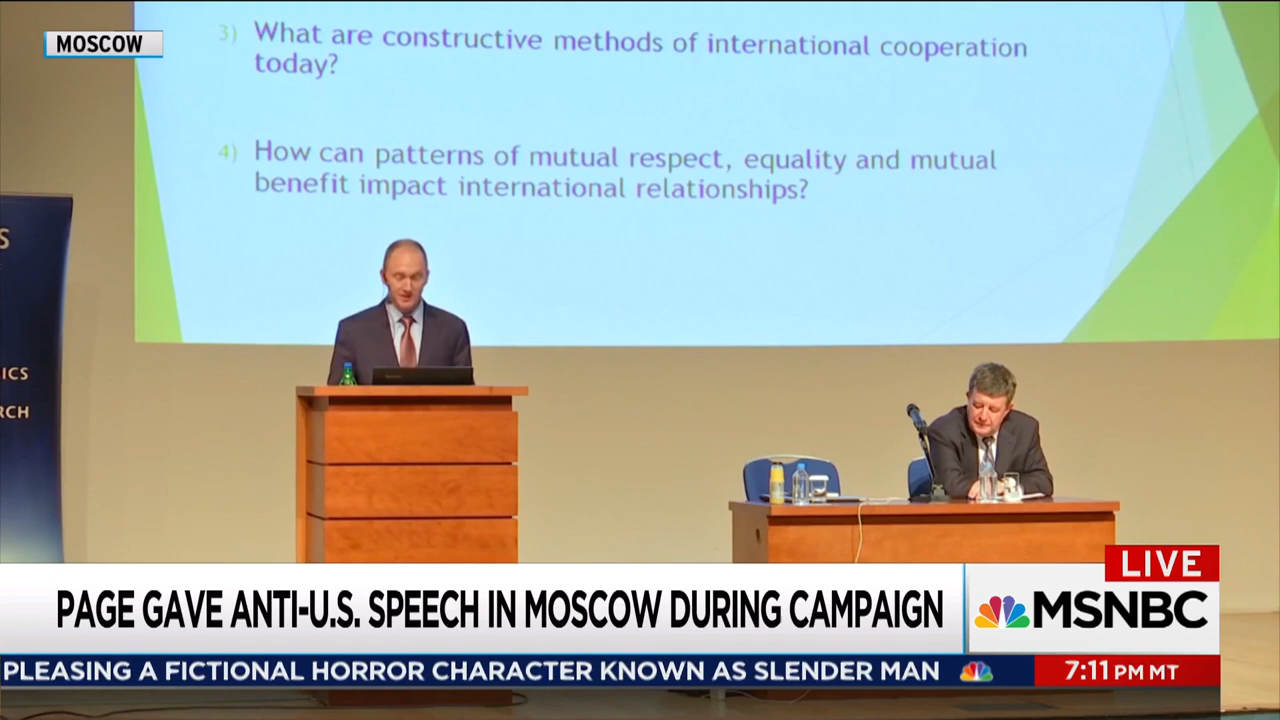 MOSCOW
3) What are constructive methods of international cooperation
today?
4) How can patterns of mutual respect, equality and mutual
benefit impact international relationships?
S
ICS
RCH
LIVE
PAGE GAVE ANTI-U.S. SPEECH IN MOSCOW DURING CAMPAIGN
MSNBC
PLEASING A FICTIONAL HORROR CHARACTER KNOWN AS SLENDER MAN
7:11 PM MT